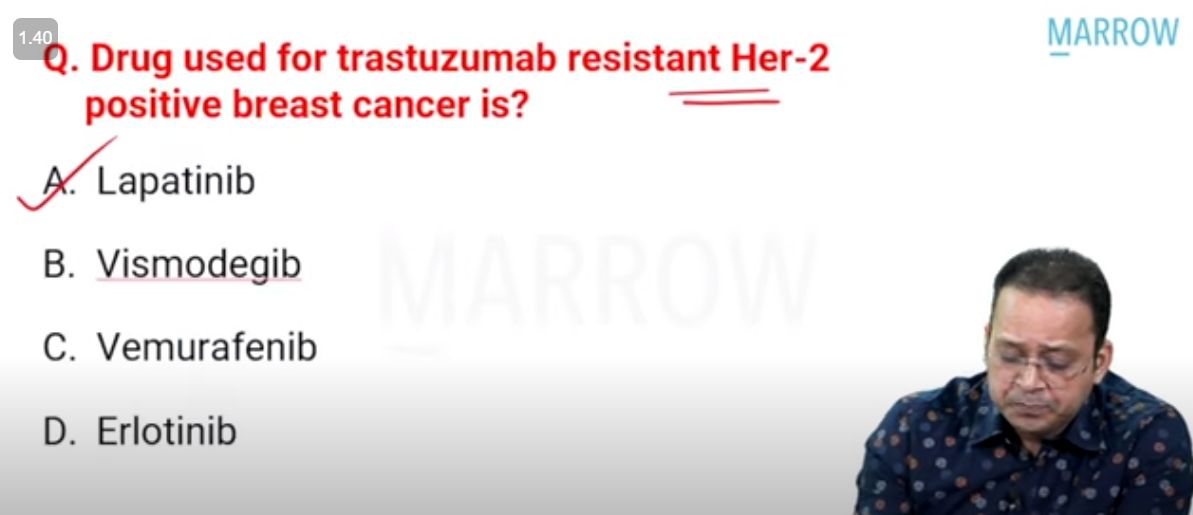 1.40
MARROW
Q. Drug used for trastuzumab resistant Her-2
positive breast cancer is?
A. Lapatinib
B. Vismodegib
MARROW
C. Vemurafenib
D. Erlotinib